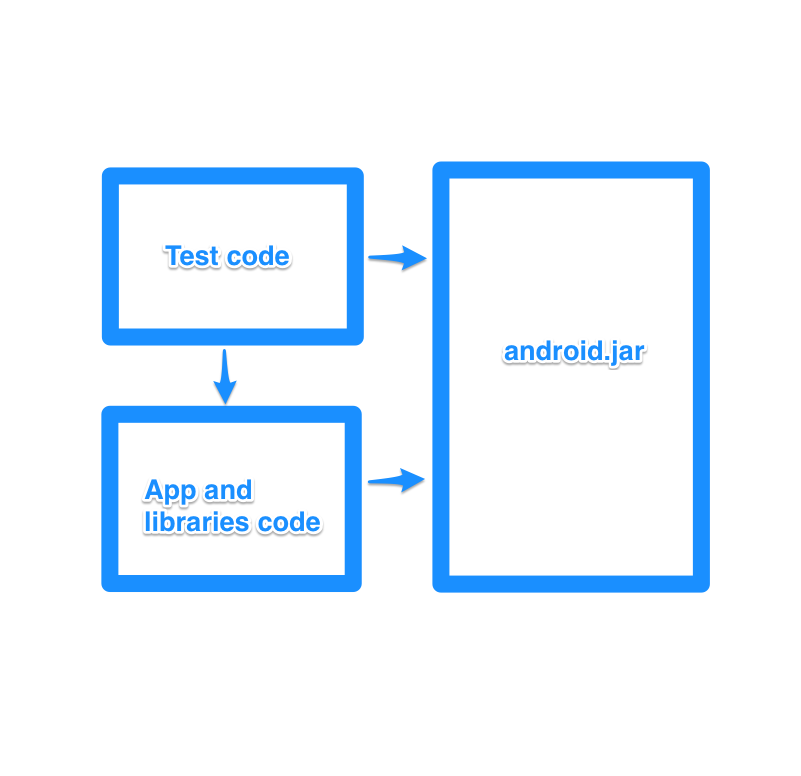 Test code
android.jar
App and
libraries code